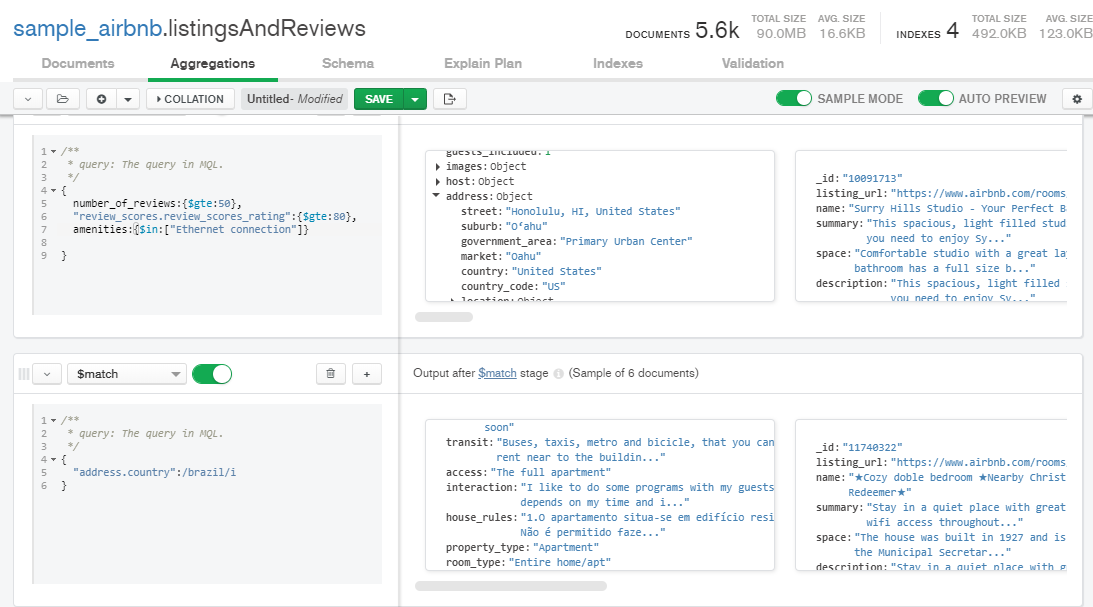 sample_airbnb.listingsAndReviews
DOCUMENTS 5.6k TOTAL SIZE 90.0MB AVG. SIZE 16.6KB INDEXES 4 TOTAL SIZE 492.0KB AVG. SIZE 123.0KB
Documents Aggregations Schema Explain Plan Indexes Validation
COLLATION Untitled- Modified SAVE SAMPLE MODE AUTO PREVIEW
1 /**
2 * query: The query in MQL.
3 */
4 {
5 number_of_reviews:{$gte:50},
6 "review_scores.review_scores_rating":{$gte:80},
7 amenities:{$in:["Ethernet connection"]}
8
9 }
guests_included:1
images:Object
host:Object
address:Object
street:"Honolulu, HI, United States"
suburb:"Oʻahu"
government_area:"Primary Urban Center"
market:"Oahu"
country:"United States"
country_code:"US"
location:Object
_id:"10091713"
listing_url:"https://www.airbnb.com/rooms
name:"Surry Hills Studio - Your Perfect B
summary:"This spacious, light filled stud
you need to enjoy Sy..."
space:"Comfortable studio with a great la
bathroom has a full size b..."
description:"This spacious, light filled
you need to enjoy Sy..."
$match
Output after $match stage (Sample of 6 documents)
1 /**
2 * query: The query in MQL.
3 */
4 {
5 "address.country":/brazil/i
6 }
soon"
transit:"Buses, taxis, metro and bicicle, that you can
rent near to the buildin..."
access:"The full apartment"
interaction:"I like to do some programs with my guests
depends on my time and i..."
house_rules:"1.O apartamento situa-se em edifício resi
Não é permitido faze..."
property_type:"Apartment"
room_type:"Entire home/apt"
_id:"11740322"
listing_url:"https://www.airbnb.com/rooms
name:"★Cozy doble bedroom ★Nearby Christ
Redeemer★"
summary:"Stay in a quiet place with great
wifi access throughout..."
space:"The house was built in 1927 and is
the Municipal Secretar..."
description:"Stay in a quiet place with g